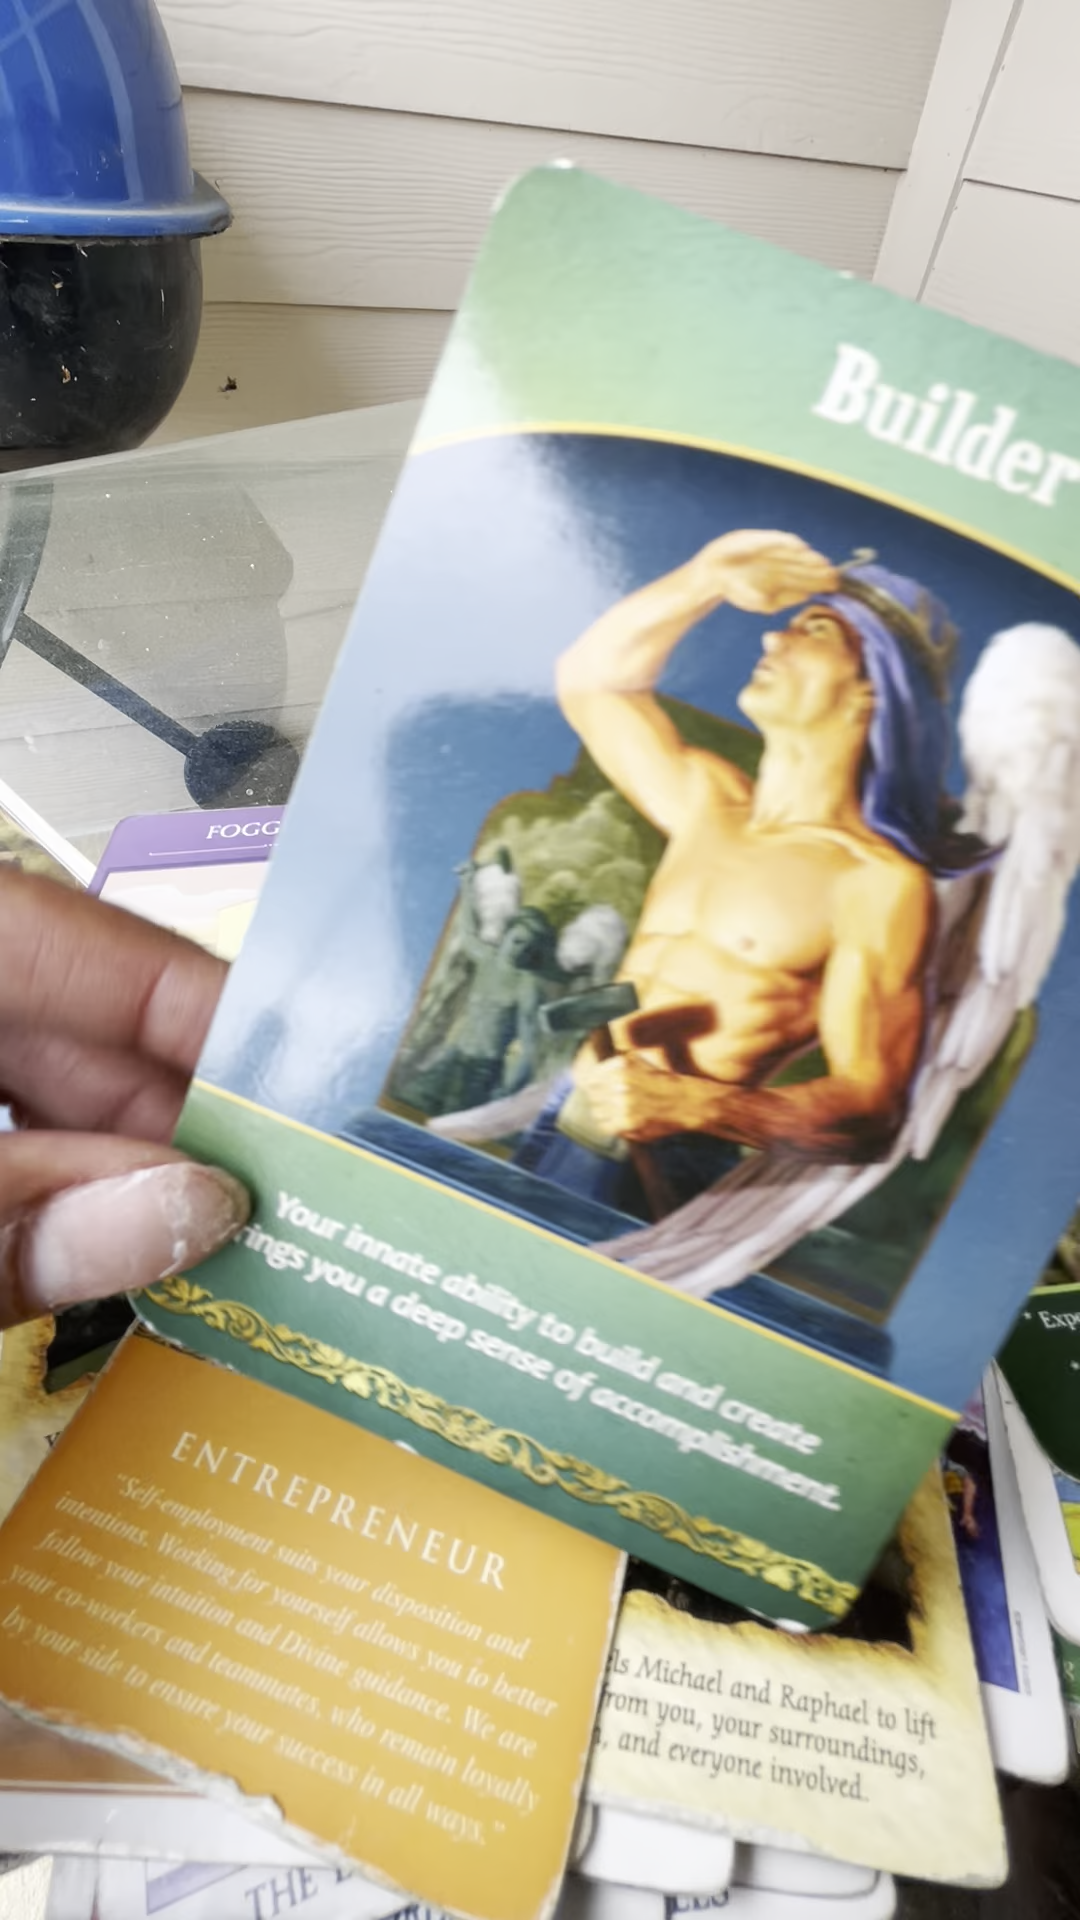 Builder
FOGG
Your innate ability to build and create
rings you a deep sense of accomplishment.
* Expe
ENTREPRENEUR
"Self-employment suits your disposition and
intentions. Working for yourself allows you to better
follow your intuition and Divine guidance. We are
your co-workers and teammates, who remain loyally
by your side to ensure your success in all ways."
ls Michael and Raphael to lift
from you, your surroundings,
, and everyone involved.
THE